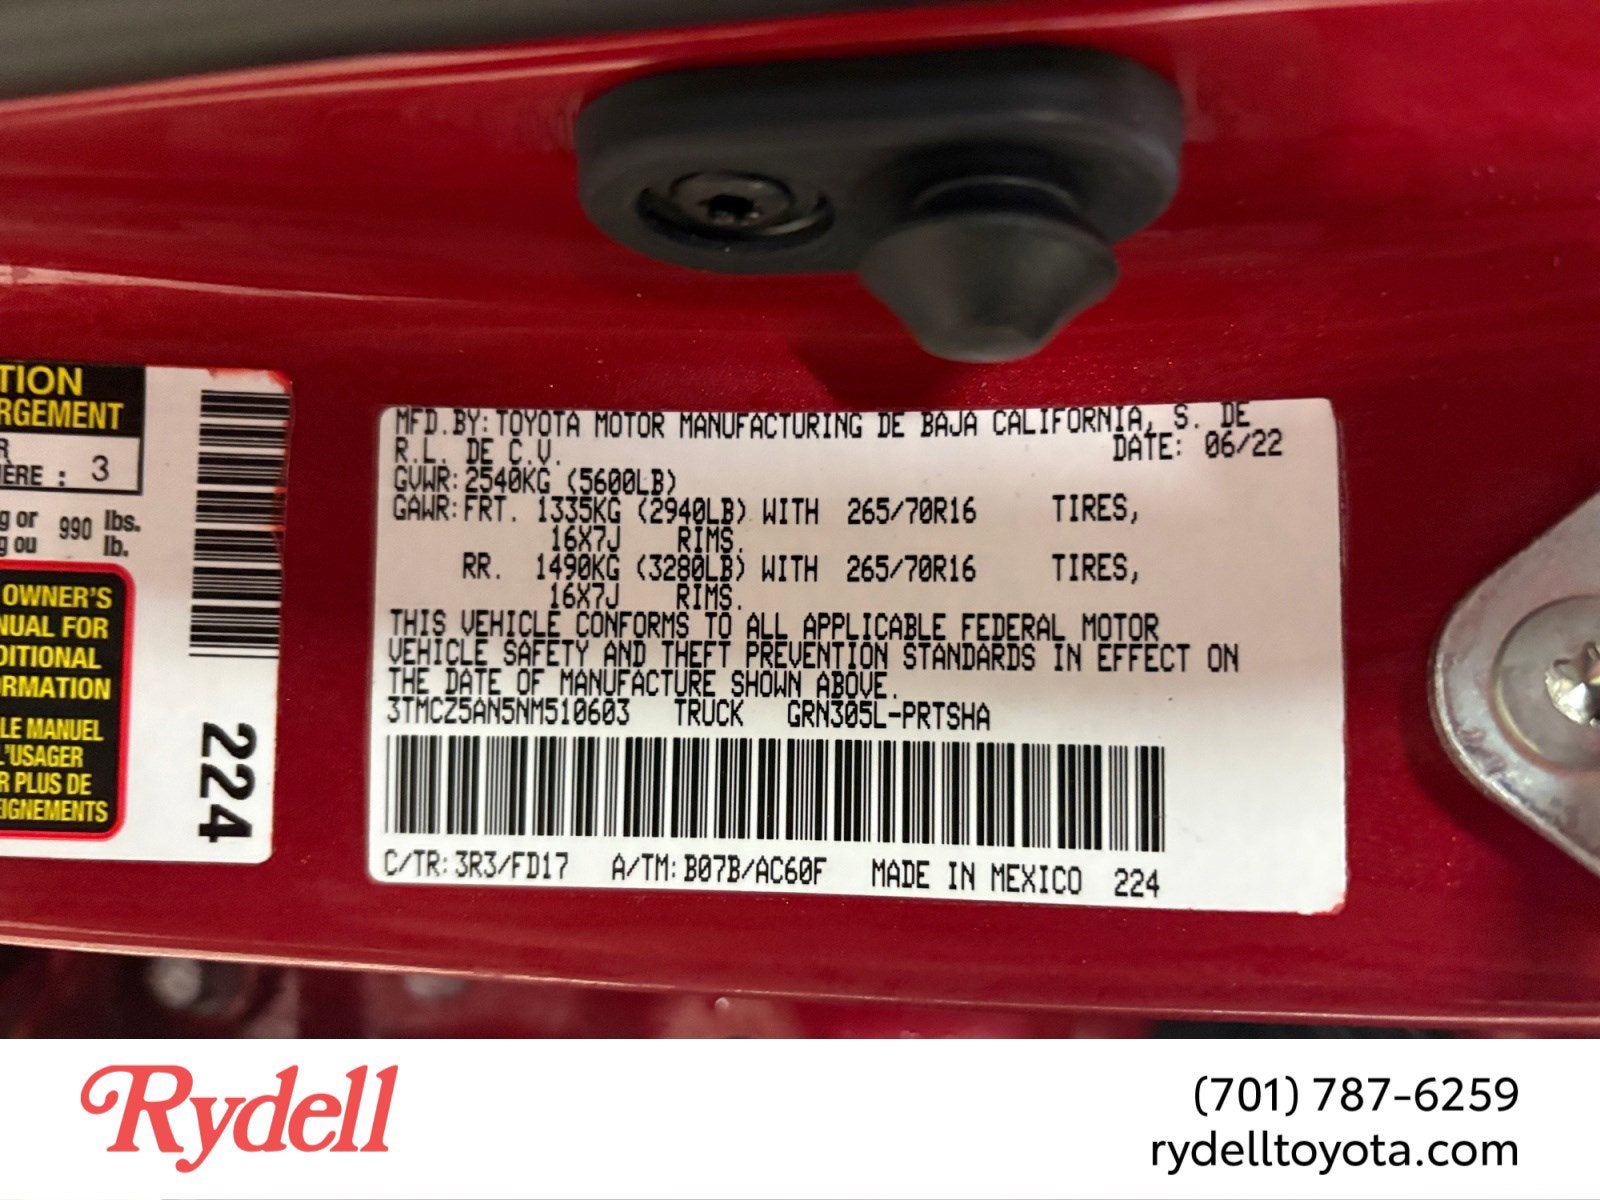 TION
RGEMENT
R
IÈRE : 3
g or 990 lbs.
g ou lb.
OWNER'S
NUAL FOR
DITIONAL
ORMATION
LE MANUEL
L'USAGER
R PLUS DE
EIGNEMENTS
224
MFD.BY: TOYOTA MOTOR MANUFACTURING DE BAJA CALIFORNIA, S. DE
R.L. DE C.V. DATE: 06/22
GVWR: 2540KG (5600LB)
GAWR: FRT. 1335KG (2940LB) WITH 265/70R16 TIRES,
16X7J RIMS.
RR. 1490KG (3280LB) WITH 265/70R16 TIRES,
16X7J RIMS.
THIS VEHICLE CONFORMS TO ALL APPLICABLE FEDERAL MOTOR
VEHICLE SAFETY AND THEFT PREVENTION STANDARDS IN EFFECT ON
THE DATE OF MANUFACTURE SHOWN ABOVE.
3TMCZ5AN5NM510603 TRUCK GRN305L-PRTSHA
C/TR: 3R3/FD17 A/TM: B07B/AC60F MADE IN MEXICO 224
Rydell
(701) 787-6259
rydelltoyota.com